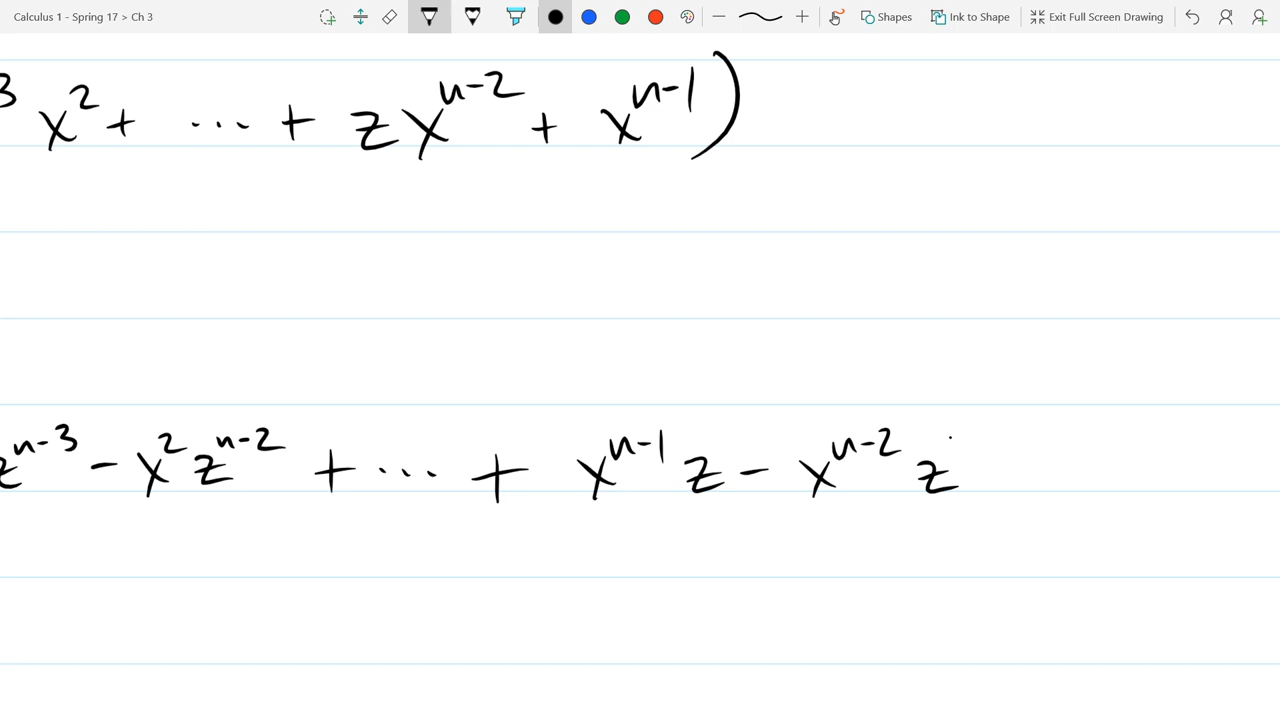 Calculus 1 - Spring 17 > Ch 3 Shapes Ink to Shape Exit Full Screen Drawing
3 x^2 + ... + zx^{n-2} + x^{n-1})
z^{n-3} - x^2 z^{n-2} + ... + x^{n-1} z - x^{n-2} z